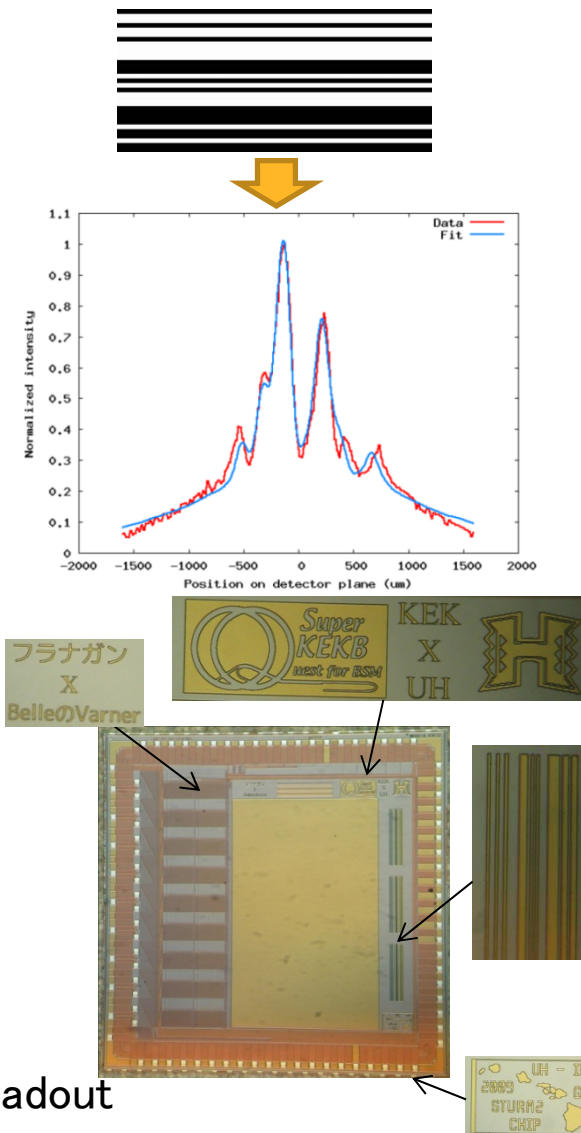 1.1
1
0.9
0.8
0.7
0.6
0.5
0.4
0.3
0.2
0.1
0
Data
Fit
Normalized intensity
-2000 -1500 -1000 -500 0 500 1000 1500 2000
Position on detector plane (um)
Super
KEKB
uest for BSM
KEK
X
UH
フラナガン
X
BelleのVarner
UH - I
2009 G
STURM2
CHIP
adout